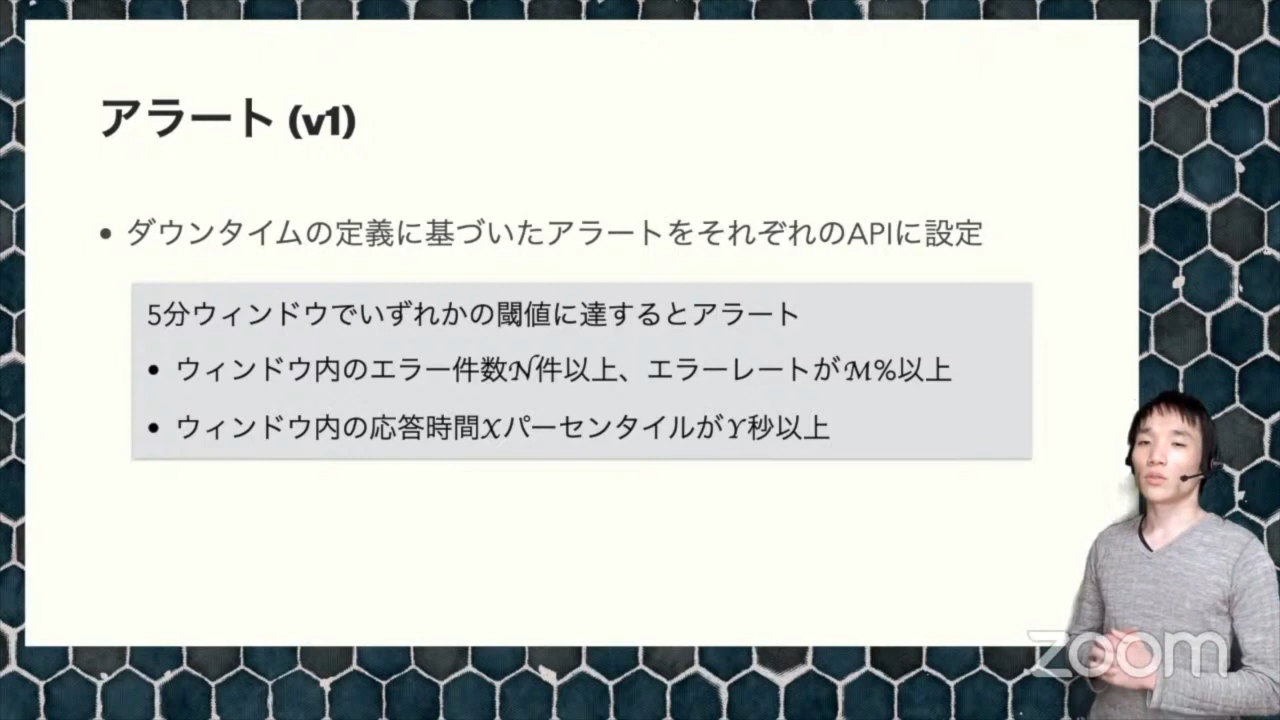 アラート (v1)
• ダウンタイムの定義に基づいたアラートをそれぞれのAPIに設定
5分ウィンドウでいずれかの閾値に達するとアラート
• ウィンドウ内のエラー件数N件以上、エラーレートがM%以上
• ウィンドウ内の応答時間XパーセンタイルがY秒以上
zoom